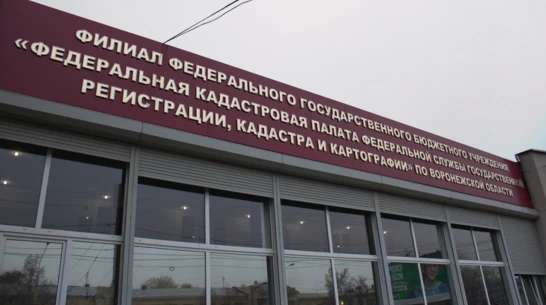 ФИЛИАЛ ФЕДЕРАЛЬНОГО ГОСУДАРСТВЕННОГО БЮДЖЕТНОГО УЧРЕЖДЕНИЯ
«ФЕДЕРАЛЬНАЯ КАДАСТРОВАЯ ПАЛАТА ФЕДЕРАЛЬНОЙ СЛУЖБЫ ГОСУДАРСТВЕННОЙ
РЕГИСТРАЦИИ, КАДАСТРА И КАРТОГРАФИИ» ПО ВОРОНЕЖСКОЙ ОБЛАСТИ